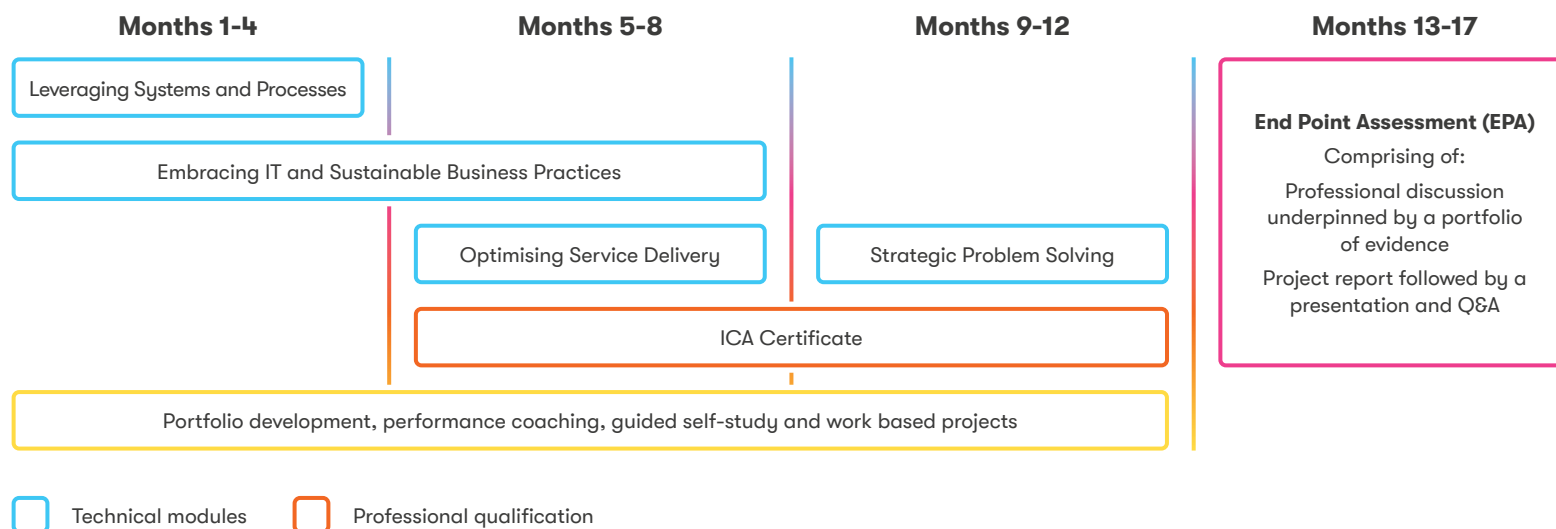 Months 1-4
Months 5-8
Months 9-12
Months 13-17
Leveraging Systems and Processes
Embracing IT and Sustainable Business Practices
Optimising Service Delivery
Strategic Problem Solving
ICA Certificate
Portfolio development, performance coaching, guided self-study and work based projects
End Point Assessment (EPA)
Comprising of:
Professional discussion
underpinned by a portfolio
of evidence
Project report followed by a
presentation and Q&A
Technical modules
Professional qualification